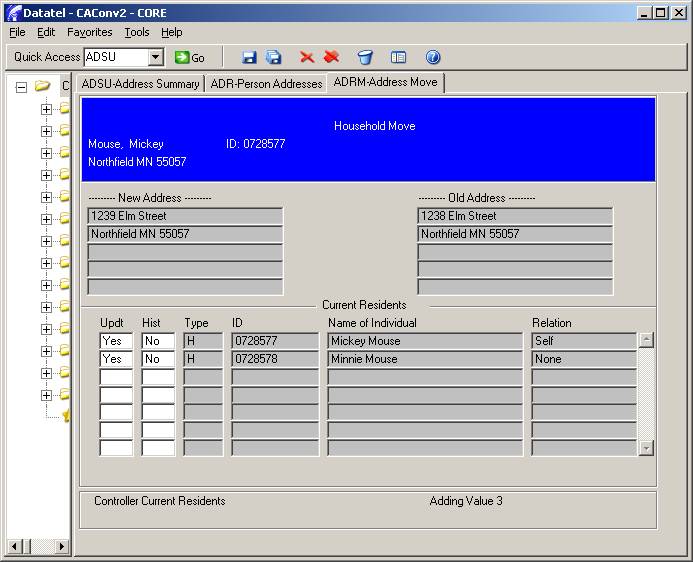 Datatel - CAConv2 - CORE
File Edit Favorites Tools Help
Quick Access ADSU Go
C
ADSU-Address Summary ADR-Person Addresses ADRM-Address Move
Household Move
Mouse, Mickey ID: 0728577
Northfield MN 55057
--------- New Address --------- --------- Old Address ---------
1239 Elm Street 1238 Elm Street
Northfield MN 55057 Northfield MN 55057
Current Residents
Updt Hist Type ID Name of Individual Relation
Yes No H 0728577 Mickey Mouse Self
Yes No H 0728578 Minnie Mouse None
Controller Current Residents Adding Value 3